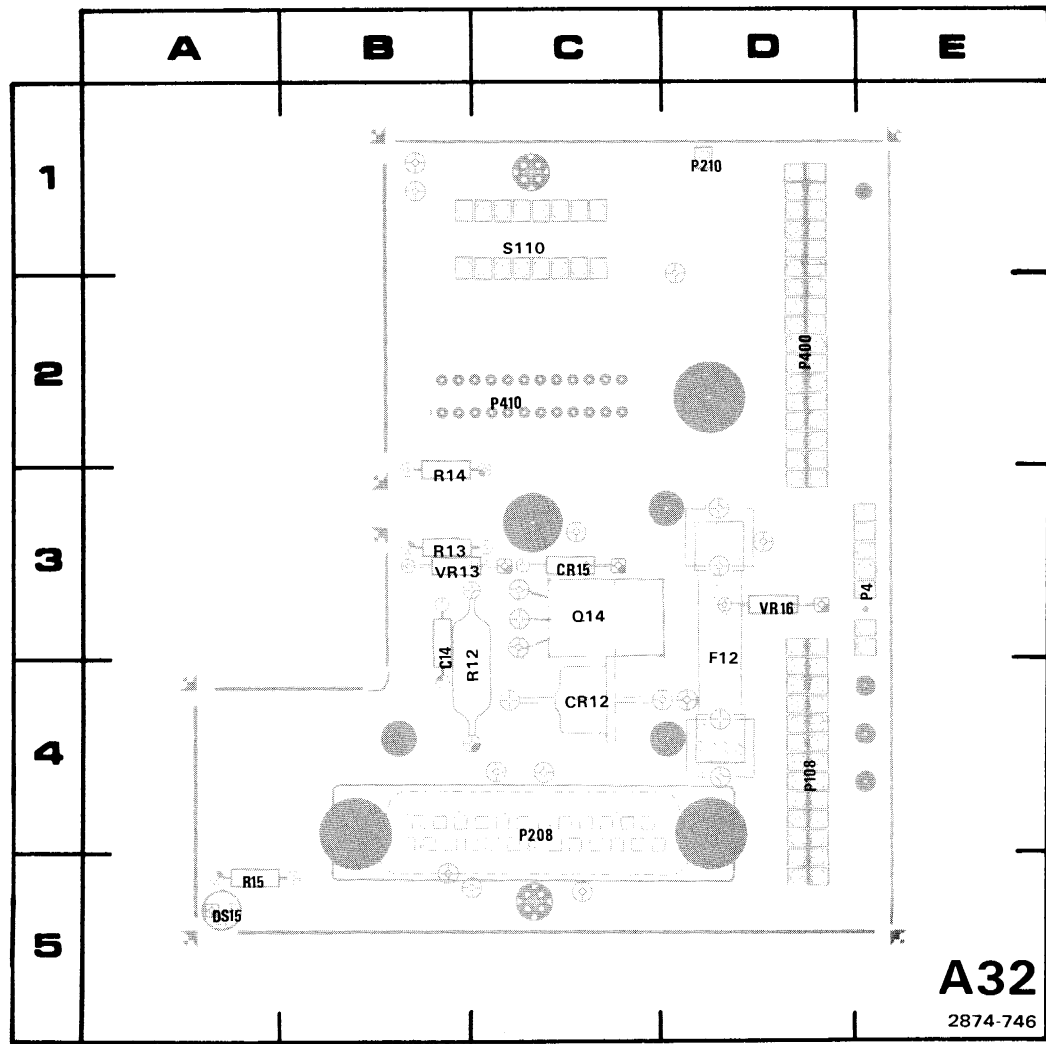 A B C D E
1
P210
S110
2
P400
P410
R14
3
R13
VR13
CR15
P4
VR16
Q14
C14
R12
F12
CR12
4
P108
P208
R15
DS15
5
A32
2874-746